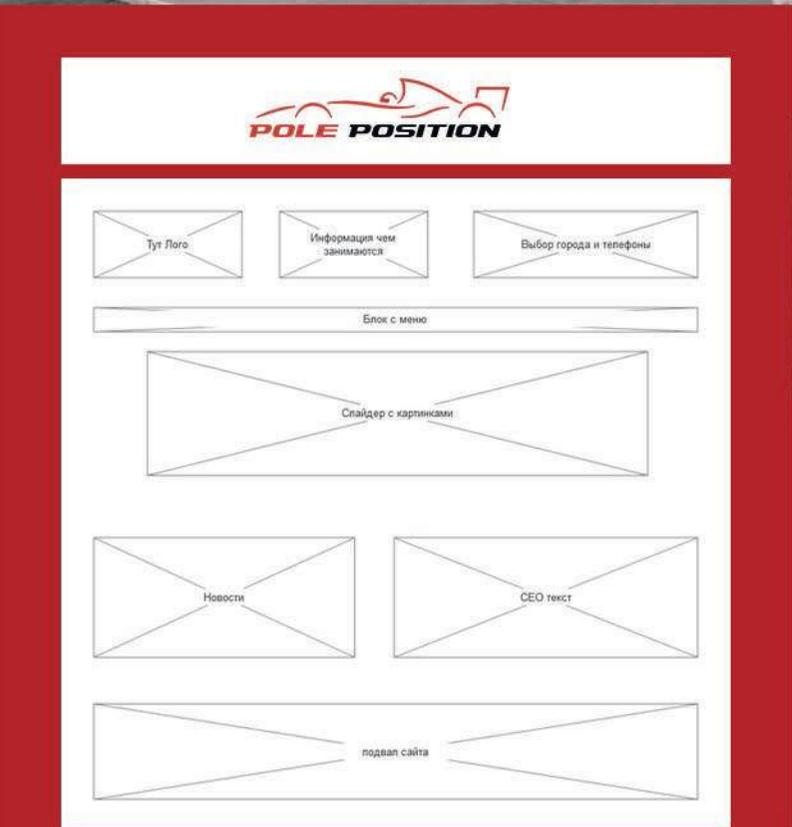 POLE POSITION
Тут Лого
Информация чем
занимаются
Выбор города и телефоны
Блок с меню
Слайдер с картинками
Новости
СЕО текст
подвал сайта